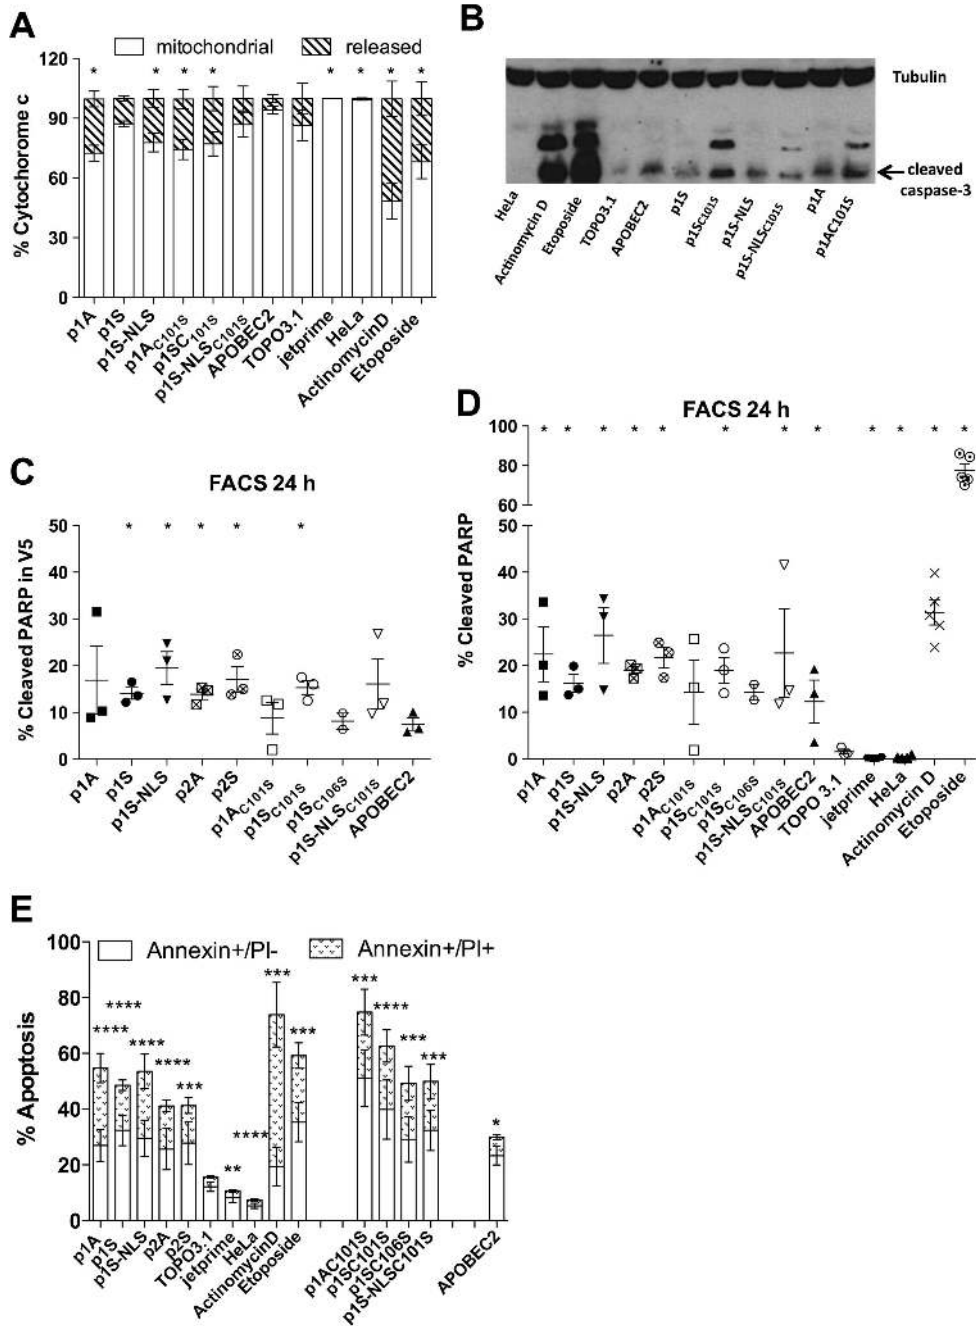 A
mitochondrial
released
% Cytochorome c
120
90
60
30
0
*
*
*
*
*
*
*
*
p1A
p1S
p1S-NLS
p1AC101S
p1SC101S
p1S-NLSC101S
APOBEC2
TOPO3.1
jetprime
HeLa
ActinomycinD
Etoposide
B
Tubulin
cleaved
caspase-3
HeLa
Actinomycin D
Etoposide
TOPO3.1
APOBEC2
p1S
p1SC101S
p1S-NLS
p1S-NLSC101S
p1A
p1AC101S
C
FACS 24 h
% Cleaved PARP in V5
50
40
30
20
10
0
*
*
*
*
*
p1A
p1S
p1S-NLS
p2A
p2S
p1AC101S
p1SC101S
p1SC106S
p1S-NLSC101S
APOBEC2
D
FACS 24 h
% Cleaved PARP
100
80
60
50
40
30
20
10
0
*
*
*
*
*
*
*
*
*
*
*
*
p1A
p1S
p1S-NLS
p2A
p2S
p1AC101S
p1SC101S
p1SC106S
p1S-NLSC101S
APOBEC2
TOPO 3.1
jetprime
HeLa
Actinomycin D
Etoposide
E
Annexin+/PI-
Annexin+/PI+
% Apoptosis
100
80
60
40
20
0
****
****
****
****
***
**
****
***
***
***
****
***
***
*
p1A
p1S
p1S-NLS
p2A
p2S
TOPO3.1
jetprime
HeLa
ActinomycinD
Etoposide
p1AC101S
p1SC101S
p1SC106S
p1S-NLSC101S
APOBEC2